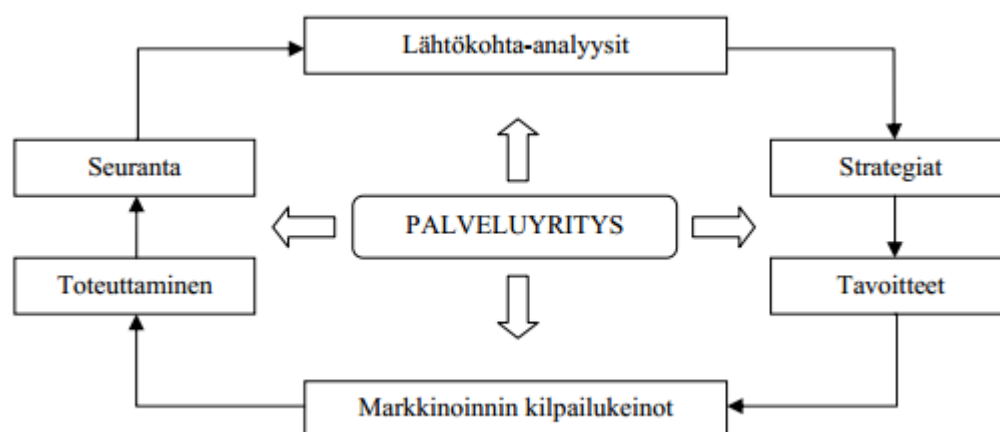 Lähtökohta-analyysit
Seuranta
Strategiat
PALVELUYRITYS
Toteuttaminen
Tavoitteet
Markkinoinnin kilpailukeinot